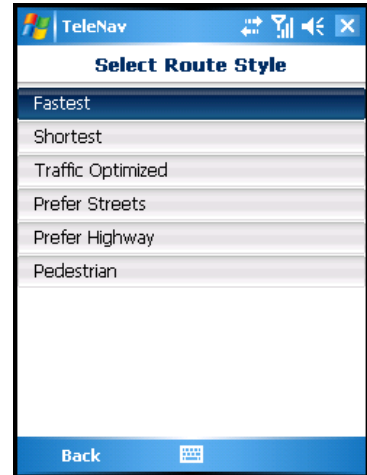 TeleNav
Select Route Style
Fastest
Shortest
Traffic Optimized
Prefer Streets
Prefer Highway
Pedestrian
Back